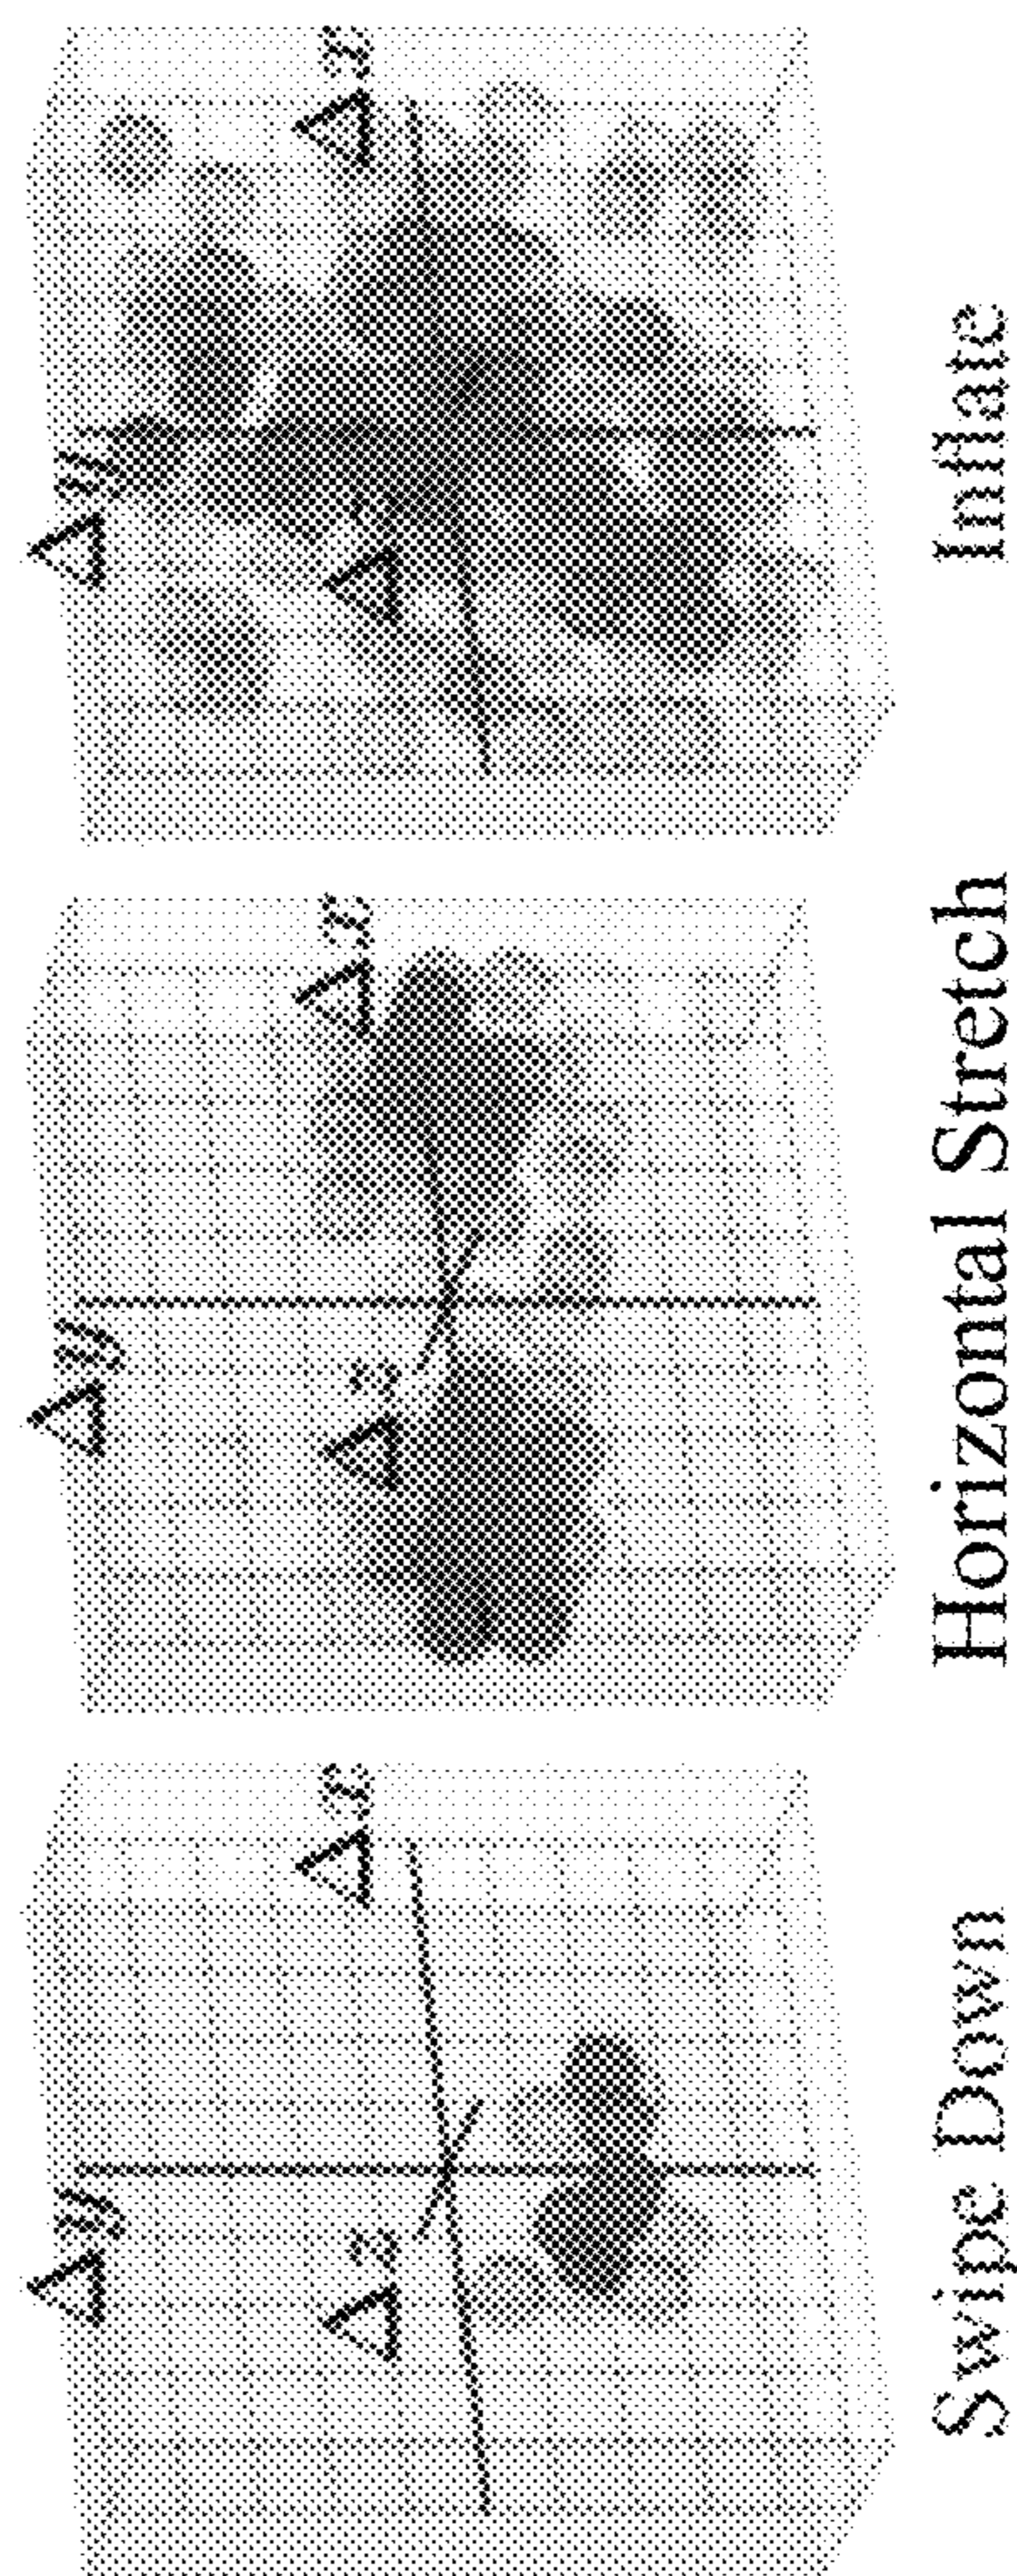 Δy
Δz
Δx
Swipe Down
Δy
Δz
Δx
Horizontal Stretch
Δy
Δz
Δx
Inflate